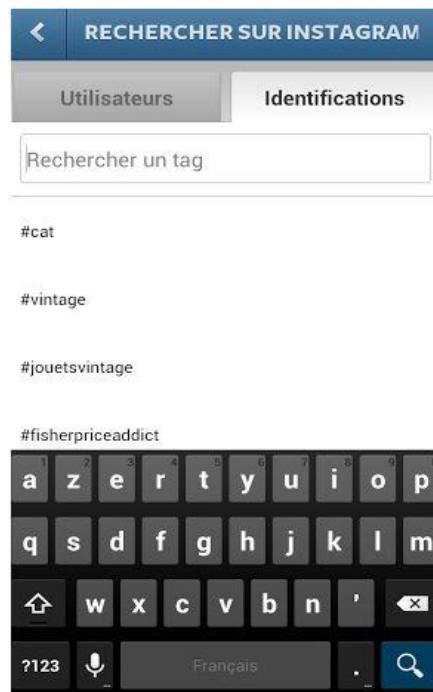 RECHERCHER SUR INSTAGRAM
Utilisateurs Identifications
Rechercher un tag
#cat
#vintage
#jouetsvintage
#fisherpriceaddict
a z e r t y u i o p
q s d f g h j k l m
w x c v b n '
?123 Français .